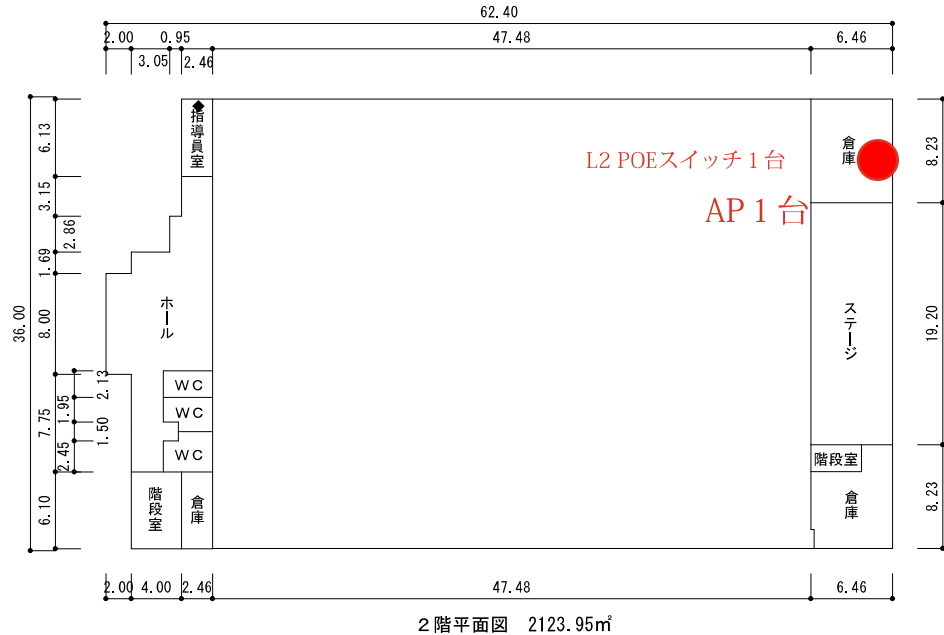 62.40
2.00
0.95
47.48
6.46
3.05
2.46
指導員室
6.13
3.15
2.86
1.69
8.00
36.00
7.75
2.13
1.95
1.50
2.45
6.10
倉庫
L2 POEスイッチ1台
AP1台
8.23
ホール
ステージ
19.20
WC
WC
WC
階段室
倉庫
階段室
倉庫
8.23
2.00
4.00
2.46
47.48
6.46
2階平面図 2123.95㎡